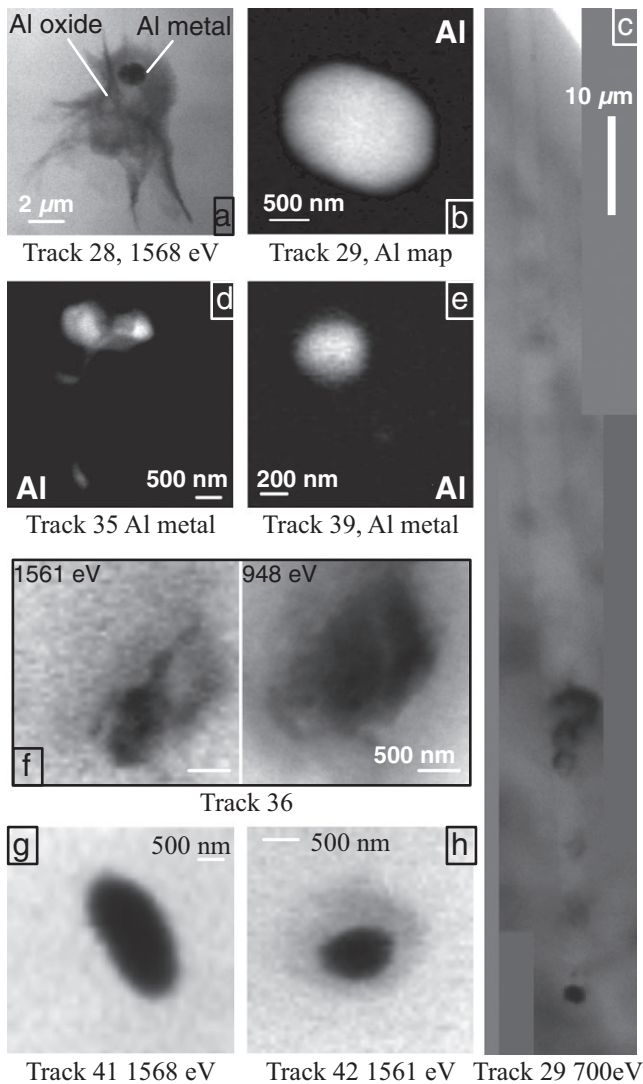 Al oxide Al metal
2 µm
a
Track 28, 1568 eV
Al
500 nm
b
Track 29, Al map
c
10 µm
d
Al
500 nm
Track 35 Al metal
e
200 nm
Al
Track 39, Al metal
1561 eV
948 eV
f
500 nm
Track 36
g
500 nm
Track 41 1568 eV
500 nm
h
Track 42 1561 eV
Track 29 700eV